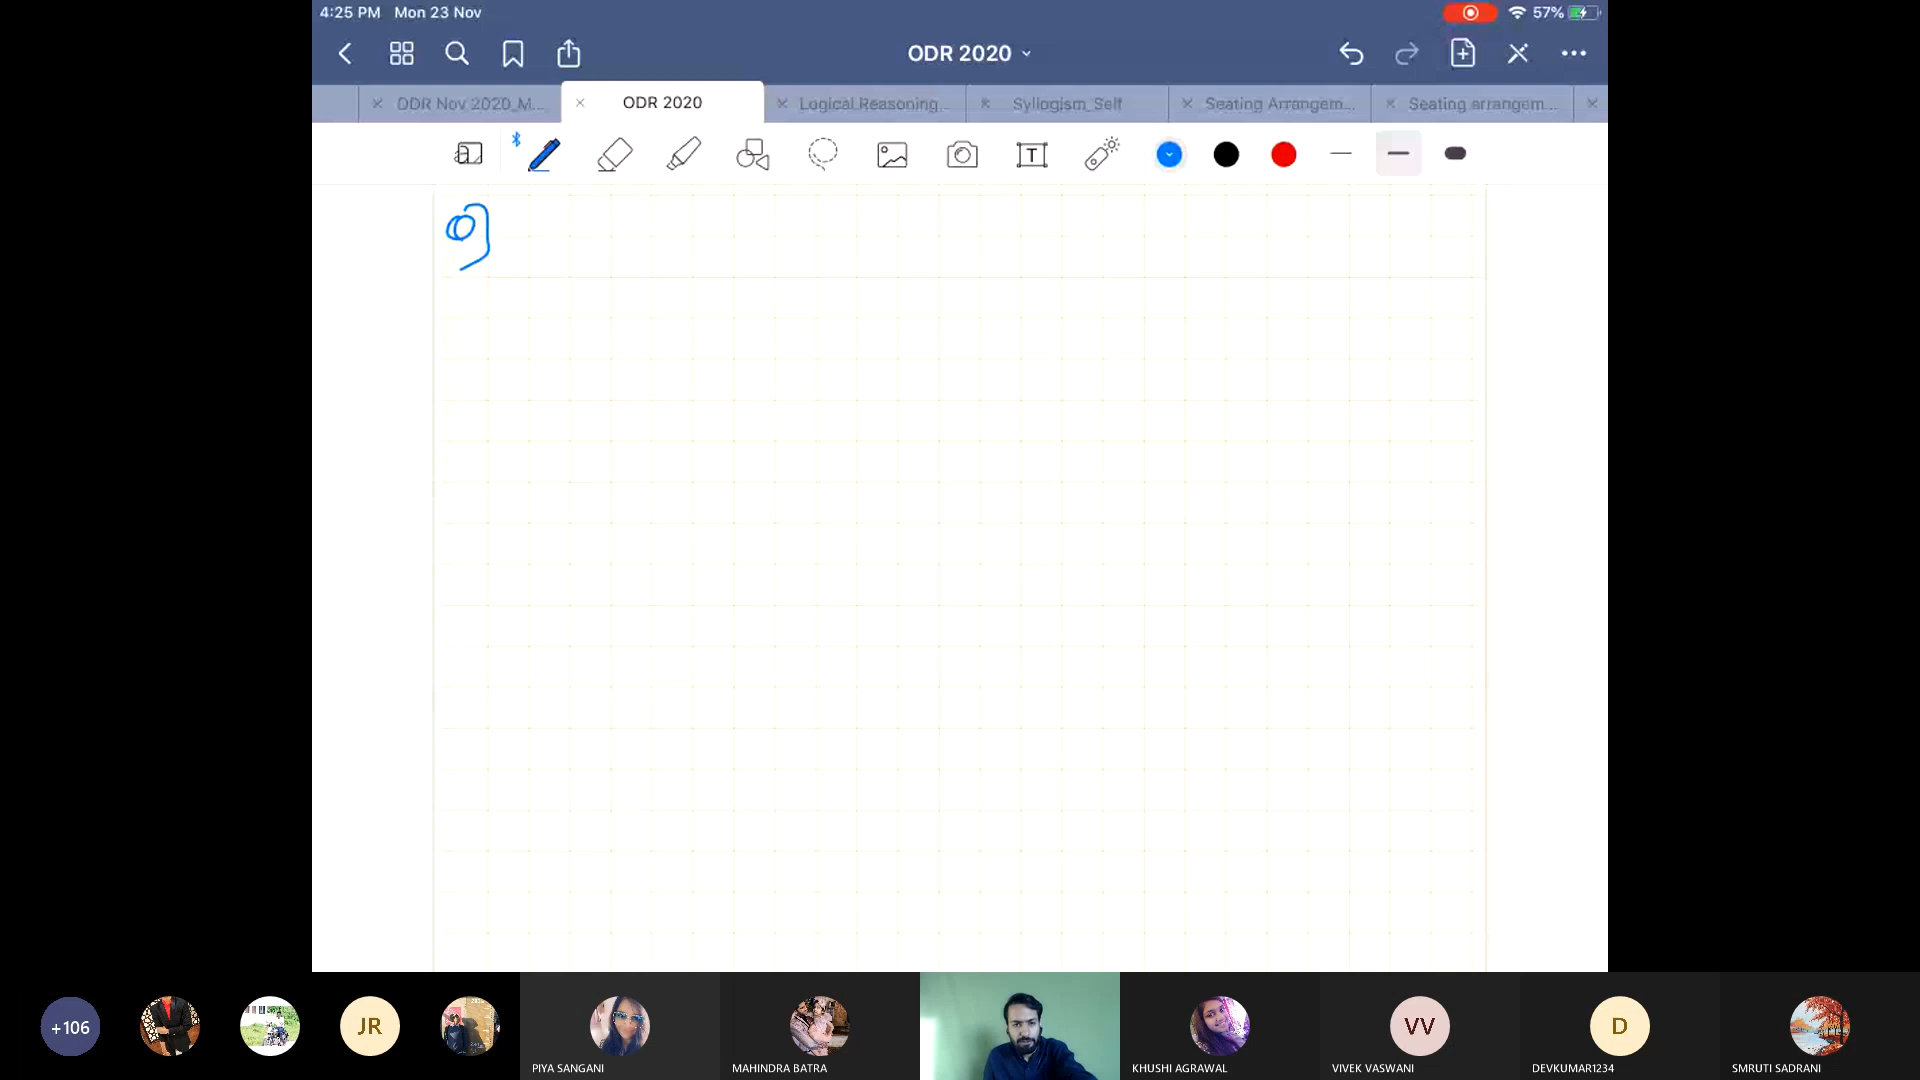 4:25 PM Mon 23 Nov
57%
ODR 2020
ODR Nov 2020_M...
ODR 2020
Logical Reasoning...
Syllogism_Self
Seating Arrangem...
Seating arrangem...
a
T
+106
JR
PIYA SANGANI
MAHINDRA BATRA
KHUSHI AGRAWAL
VV
VIVEK VASWANI
D
DEVKUMAR1234
SMRUTI SADRANI